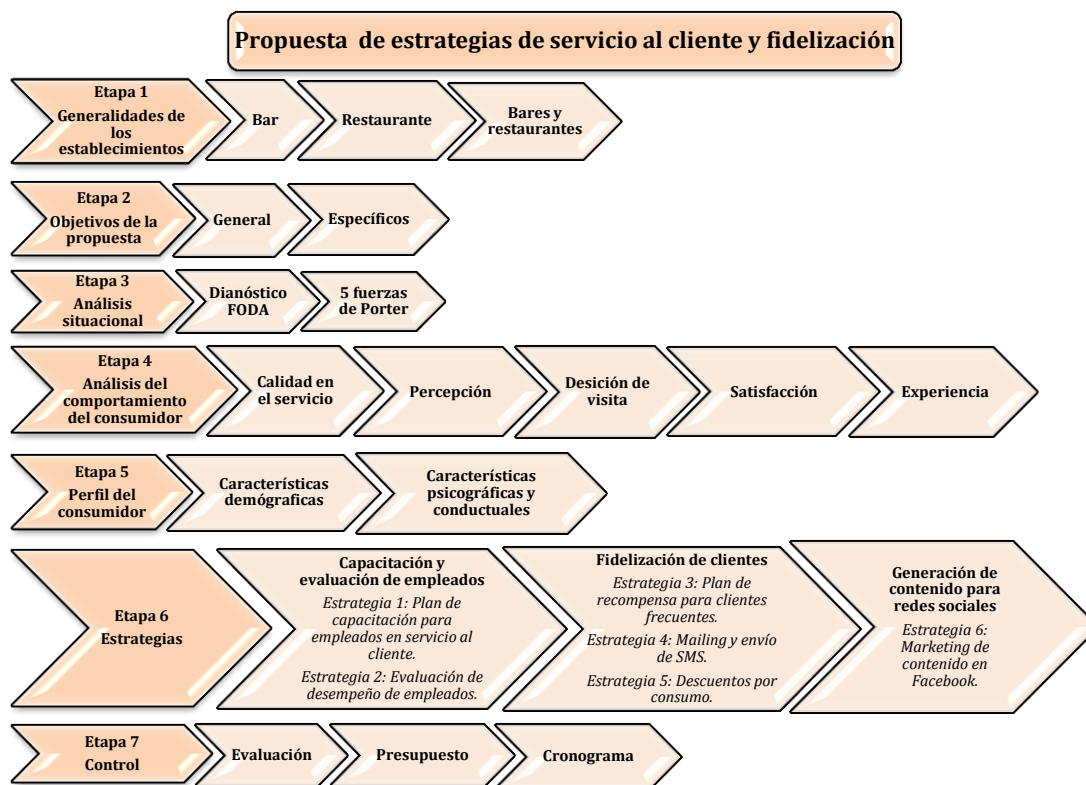 Propuesta de estrategias de servicio al cliente y fidelización
Etapa 1
Generalidades de
los
establecimientos
Bar
Restaurante
Bares y
restaurantes
Etapa 2
Objetivos de la
propuesta
General
Específicos
Etapa 3
Análisis
situacional
Dianóstico
FODA
5 fuerzas
de Porter
Etapa 4
Análisis del
comportamiento
del consumidor
Calidad en
el servicio
Percepción
Desición de
visita
Satisfacción
Experiencia
Etapa 5
Perfil del
consumidor
Características
demógraficas
Características
psicográficas y
conductuales
Etapa 6
Estrategias
Capacitación y
evaluación de empleados
Estrategia 1: Plan de
capacitación para
empleados en servicio al
cliente.
Estrategia 2: Evaluación de
desempeño de empleados.
Fidelización de clientes
Estrategia 3: Plan de
recompensa para clientes
frecuentes.
Estrategia 4: Mailing y envío
de SMS.
Estrategia 5: Descuentos por
consumo.
Generación de
contenido para
redes sociales
Estrategia 6:
Marketing de
contenido en
Facebook.
Etapa 7
Control
Evaluación
Presupuesto
Cronograma